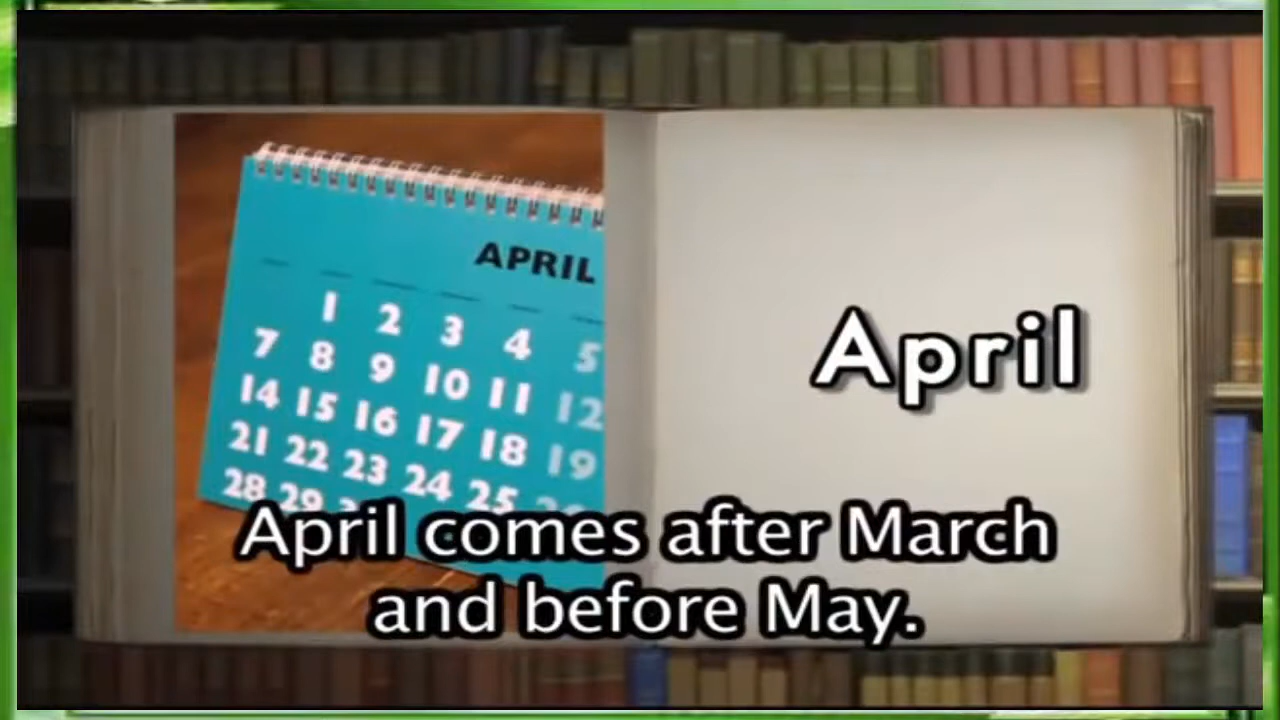 APRIL
1 2 3 4 5
7 8 9 10 11 12
14 15 16 17 18 19
21 22 23 24 25
28 29
April
April comes after March
and before May.